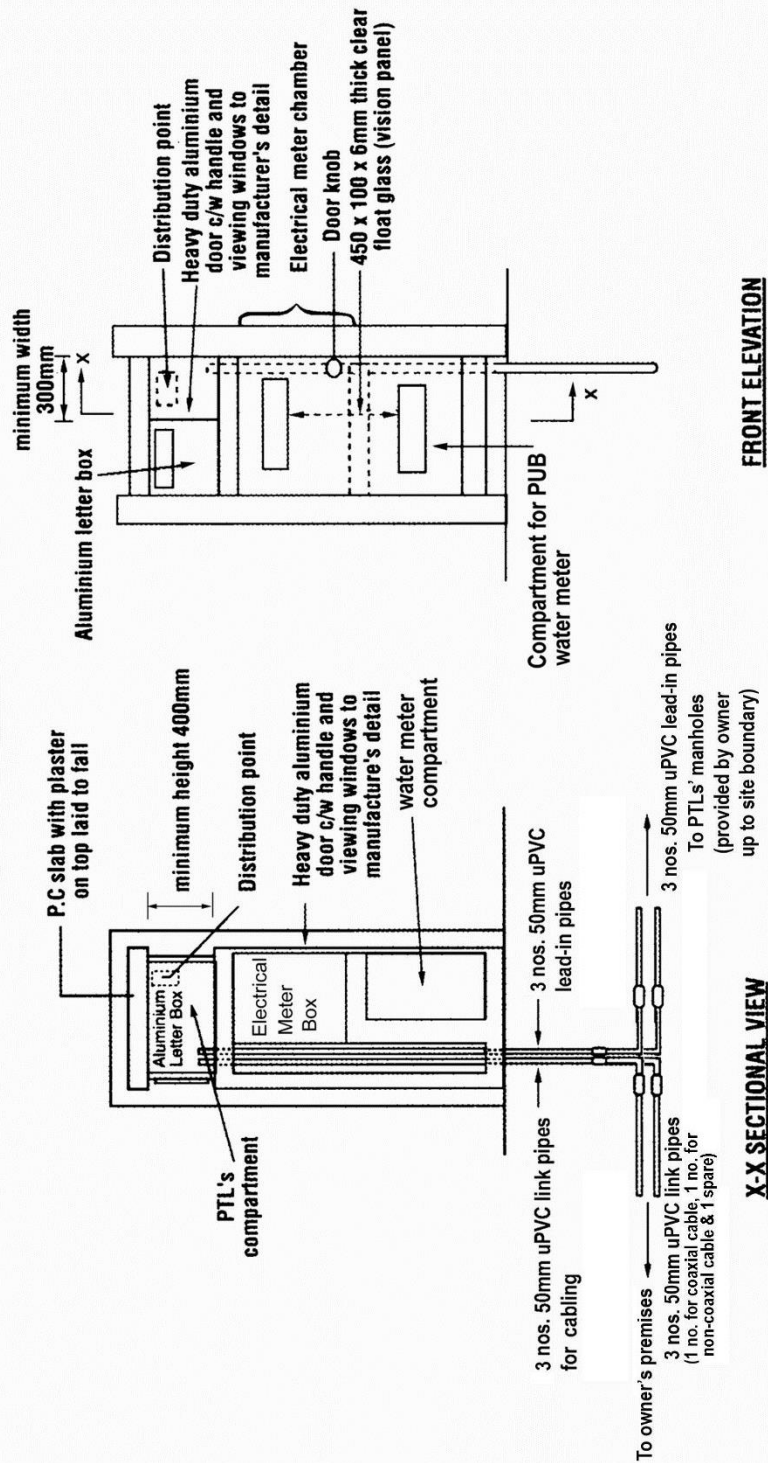 P.C slab with plaster
on top laid to fall
minimum height 400mm
Distribution point
Heavy duty aluminium
door c/w handle and
viewing windows to
manufacture's detail
water meter
compartment
Aluminium
Letter Box
Electrical
Meter
Box
PTL's
compartment
3 nos. 50mm uPVC
lead-in pipes
3 nos. 50mm uPVC link pipes
for cabling
To owner's premises
3 nos. 50mm uPVC link pipes
(1 no. for coaxial cable, 1 no. for
non-coaxial cable & 1 spare)
3 nos. 50mm uPVC lead-in pipes
To PTLs' manholes
(provided by owner
up to site boundary)
X-X SECTIONAL VIEW
minimum width
300mm
X
Distribution point
Heavy duty aluminium
door c/w handle and
viewing windows to
manufacturer's detail
Electrical meter chamber
Door knob
450 x 100 x 6mm thick clear
float glass (vision panel)
Aluminium letter box
Compartment for PUB
water meter
X
FRONT ELEVATION